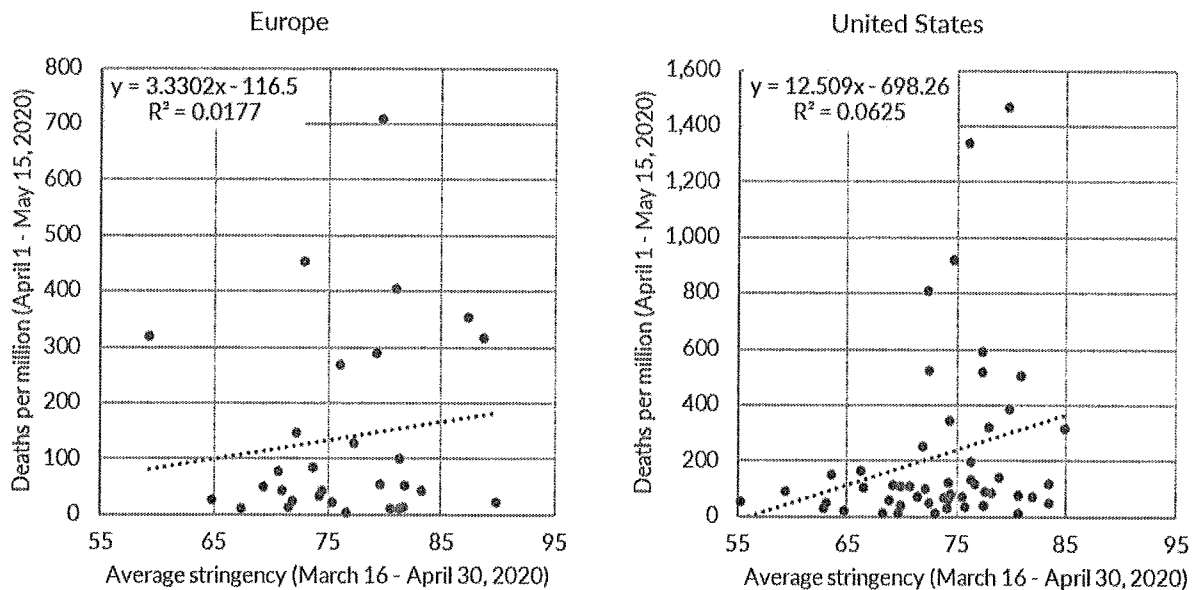 Europe
Deaths per million (April 1 - May 15, 2020)
800
700
600
500
400
300
200
100
0
y = 3.3302x - 116.5
R² = 0.0177
55 65 75 85 95
Average stringency (March 16 - April 30, 2020)
United States
Deaths per million (April 1 - May 15, 2020)
1,600
1,400
1,200
1,000
800
600
400
200
0
y = 12.509x - 698.26
R² = 0.0625
55 65 75 85 95
Average stringency (March 16 - April 30, 2020)